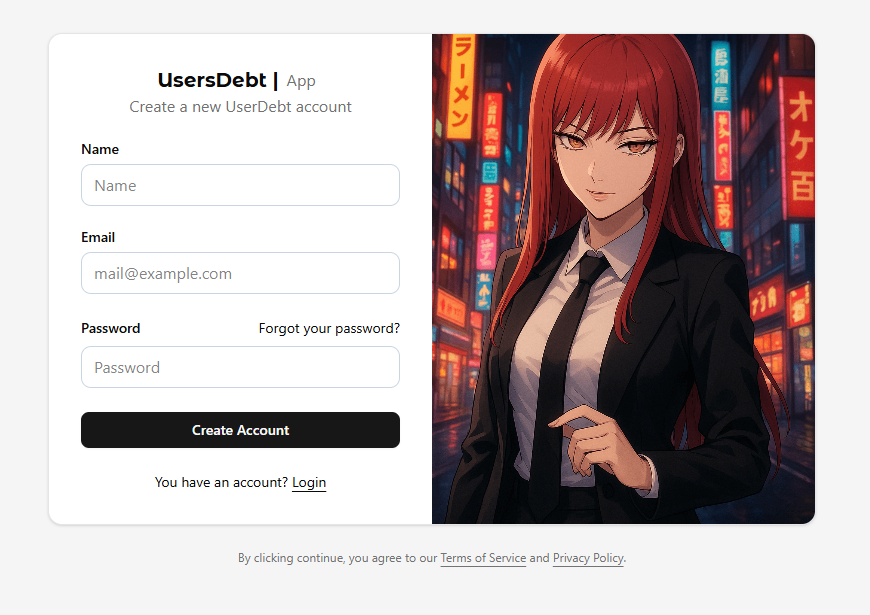 UsersDebt | App
Create a new UserDebt account
Name
Name
Email
mail@example.com
Password Forgot your password?
Password
Create Account
You have an account? Login
ラーメン
オケ百
By clicking continue, you agree to our Terms of Service and Privacy Policy.